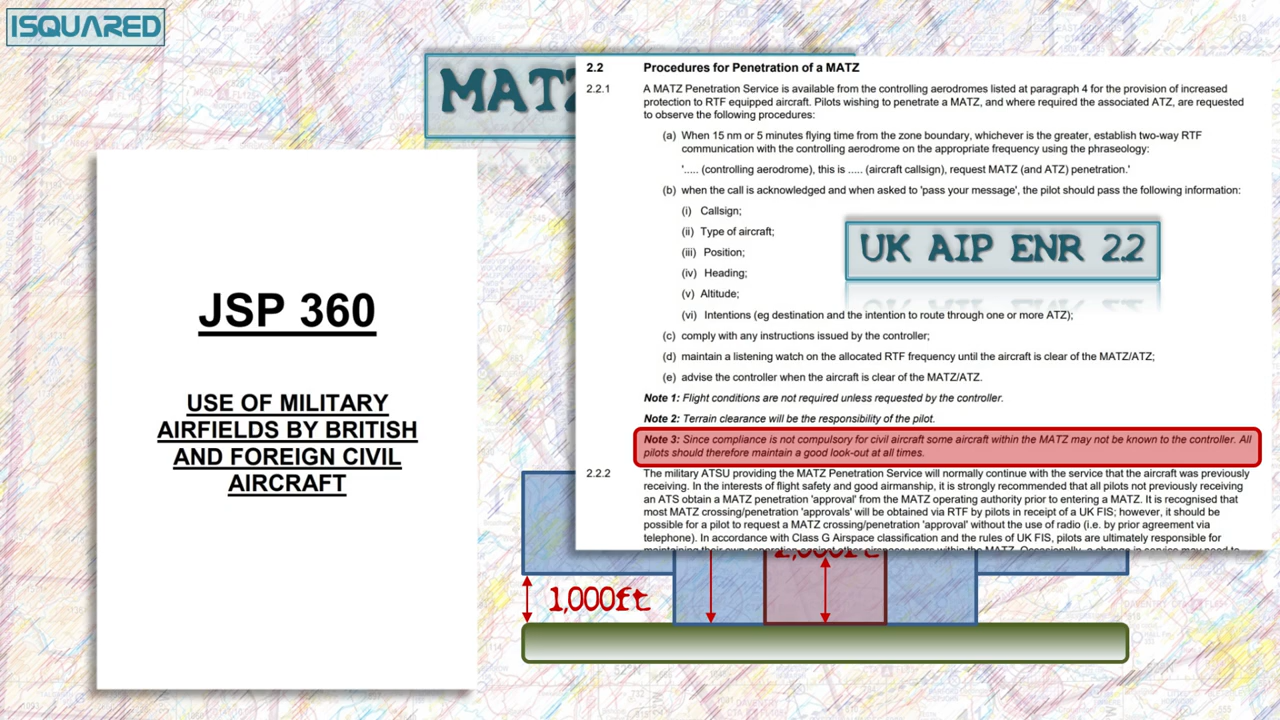 ISQUARED
MATZ
JSP 360
USE OF MILITARY
AIRFIELDS BY BRITISH
AND FOREIGN CIVIL
AIRCRAFT
2.2 Procedures for Penetration of a MATZ
2.2.1 A MATZ Penetration Service is available from the controlling aerodromes listed at paragraph 4 for the provision of increased
protection to RTF equipped aircraft. Pilots wishing to penetrate a MATZ, and where required the associated ATZ, are requested
to observe the following procedures:
(a) When 15 nm or 5 minutes flying time from the zone boundary, whichever is the greater, establish two-way RTF
communication with the controlling aerodrome on the appropriate frequency using the phraseology:
'..... (controlling aerodrome), this is ..... (aircraft callsign), request MATZ (and ATZ) penetration.'
(b) when the call is acknowledged and when asked to 'pass your message', the pilot should pass the following information:
(i) Callsign;
(ii) Type of aircraft;
(iii) Position;
(iv) Heading;
(v) Altitude;
(vi) Intentions (eg destination and the intention to route through one or more ATZ);
UK AIP ENR 2.2
(c) comply with any instructions issued by the controller;
(d) maintain a listening watch on the allocated RTF frequency until the aircraft is clear of the MATZ/ATZ;
(e) advise the controller when the aircraft is clear of the MATZ/ATZ.
Note 1: Flight conditions are not required unless requested by the controller.
Note 2: Terrain clearance will be the responsibility of the pilot.
Note 3: Since compliance is not compulsory for civil aircraft some aircraft within the MATZ may not be known to the controller. All
pilots should therefore maintain a good look-out at all times.
2.2.2 The military ATSU providing the MATZ Penetration Service will normally continue with the service that the aircraft was previously
receiving. In the interests of flight safety and good airmanship, it is strongly recommended that all pilots not previously receiving
an ATS obtain a MATZ penetration 'approval' from the MATZ operating authority prior to entering a MATZ. It is recognised that
most MATZ crossing/penetration 'approvals' will be obtained via RTF by pilots in receipt of a UK FIS; however, it should be
possible for a pilot to request a MATZ crossing/penetration 'approval' without the use of radio (i.e. by prior agreement via
telephone). In accordance with Class G Airspace classification and the rules of UK FIS, pilots are ultimately responsible for
1,000ft